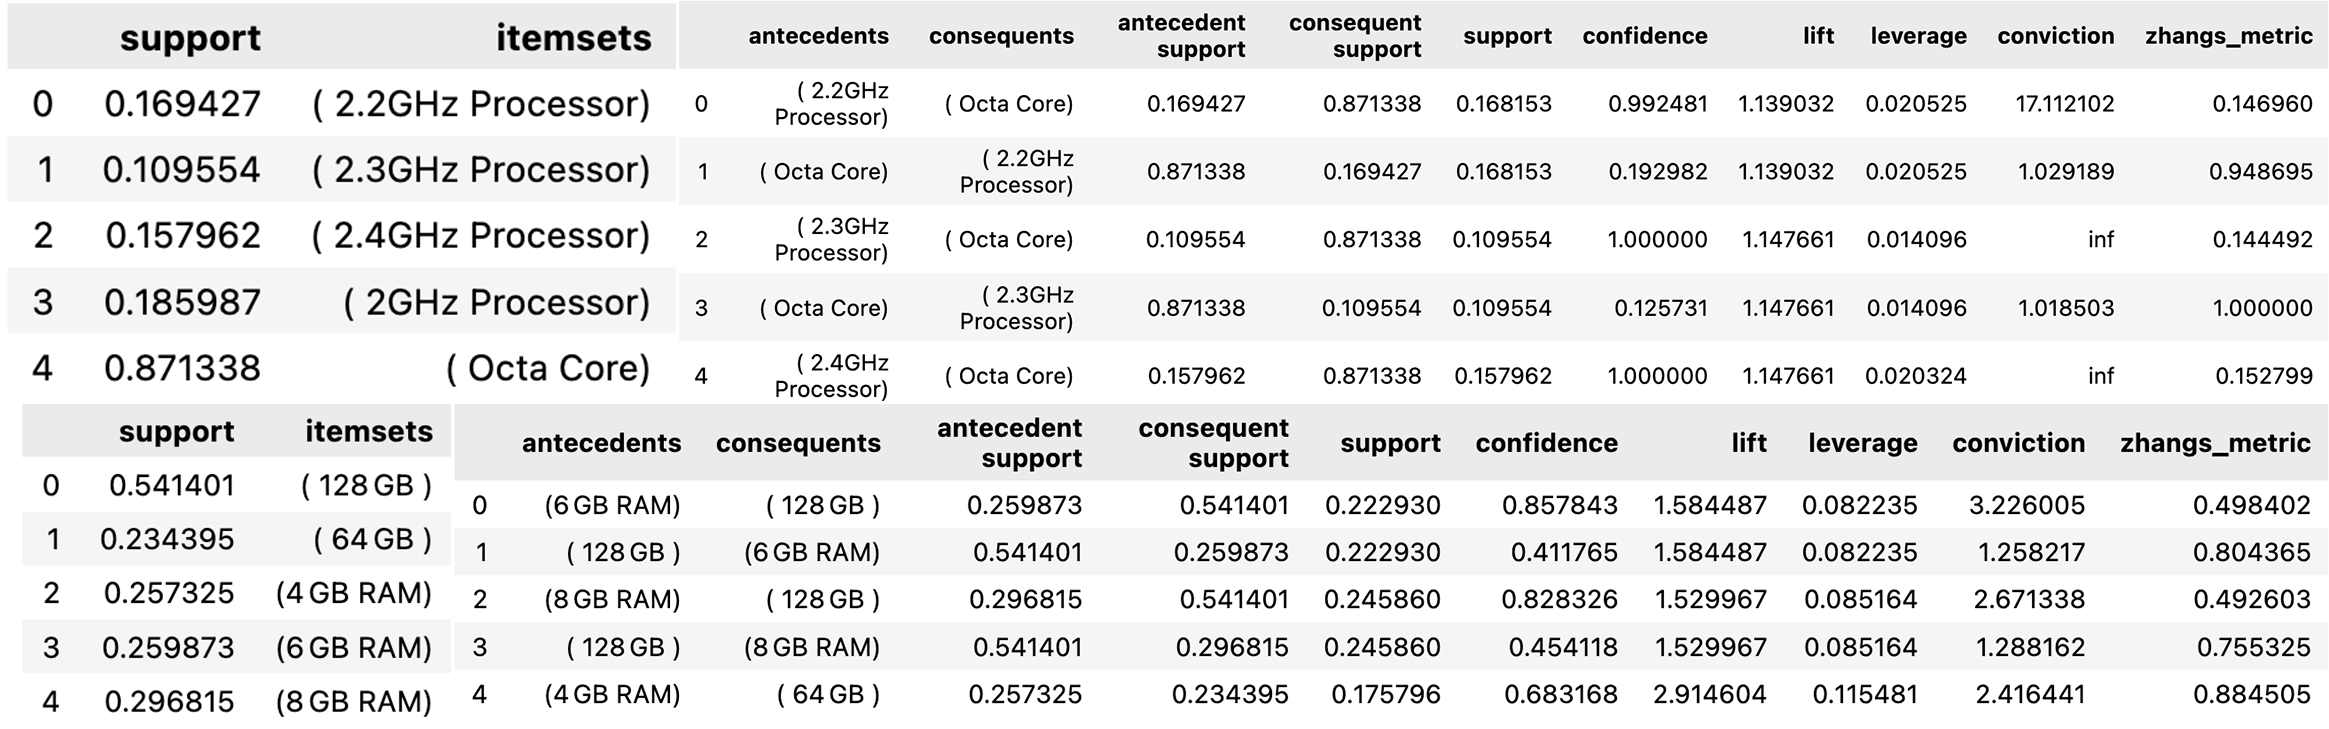 support itemsets
0 0.169427 ( 2.2GHz Processor)
1 0.109554 ( 2.3GHz Processor)
2 0.157962 ( 2.4GHz Processor)
3 0.185987 ( 2GHz Processor)
4 0.871338 ( Octa Core)
antecedents consequents antecedent support consequent support support confidence lift leverage conviction zhangs_metric
0 ( 2.2GHz Processor) ( Octa Core) 0.169427 0.871338 0.168153 0.992481 1.139032 0.020525 17.112102 0.146960
1 ( Octa Core) ( 2.2GHz Processor) 0.871338 0.169427 0.168153 0.192982 1.139032 0.020525 1.029189 0.948695
2 ( 2.3GHz Processor) ( Octa Core) 0.109554 0.871338 0.109554 1.000000 1.147661 0.014096 inf 0.144492
3 ( Octa Core) ( 2.3GHz Processor) 0.871338 0.109554 0.109554 0.125731 1.147661 0.014096 1.018503 1.000000
4 ( 2.4GHz Processor) ( Octa Core) 0.157962 0.871338 0.157962 1.000000 1.147661 0.020324 inf 0.152799
support itemsets
0 0.541401 ( 128 GB )
1 0.234395 ( 64 GB )
2 0.257325 (4 GB RAM)
3 0.259873 (6 GB RAM)
4 0.296815 (8 GB RAM)
antecedents consequents antecedent support consequent support support confidence lift leverage conviction zhangs_metric
0 (6 GB RAM) ( 128 GB ) 0.259873 0.541401 0.222930 0.857843 1.584487 0.082235 3.226005 0.498402
1 ( 128 GB ) (6 GB RAM) 0.541401 0.259873 0.222930 0.411765 1.584487 0.082235 1.258217 0.804365
2 (8 GB RAM) ( 128 GB ) 0.296815 0.541401 0.245860 0.828326 1.529967 0.085164 2.671338 0.492603
3 ( 128 GB ) (8 GB RAM) 0.541401 0.296815 0.245860 0.454118 1.529967 0.085164 1.288162 0.755325
4 (4 GB RAM) ( 64 GB ) 0.257325 0.234395 0.175796 0.683168 2.914604 0.115481 2.416441 0.884505